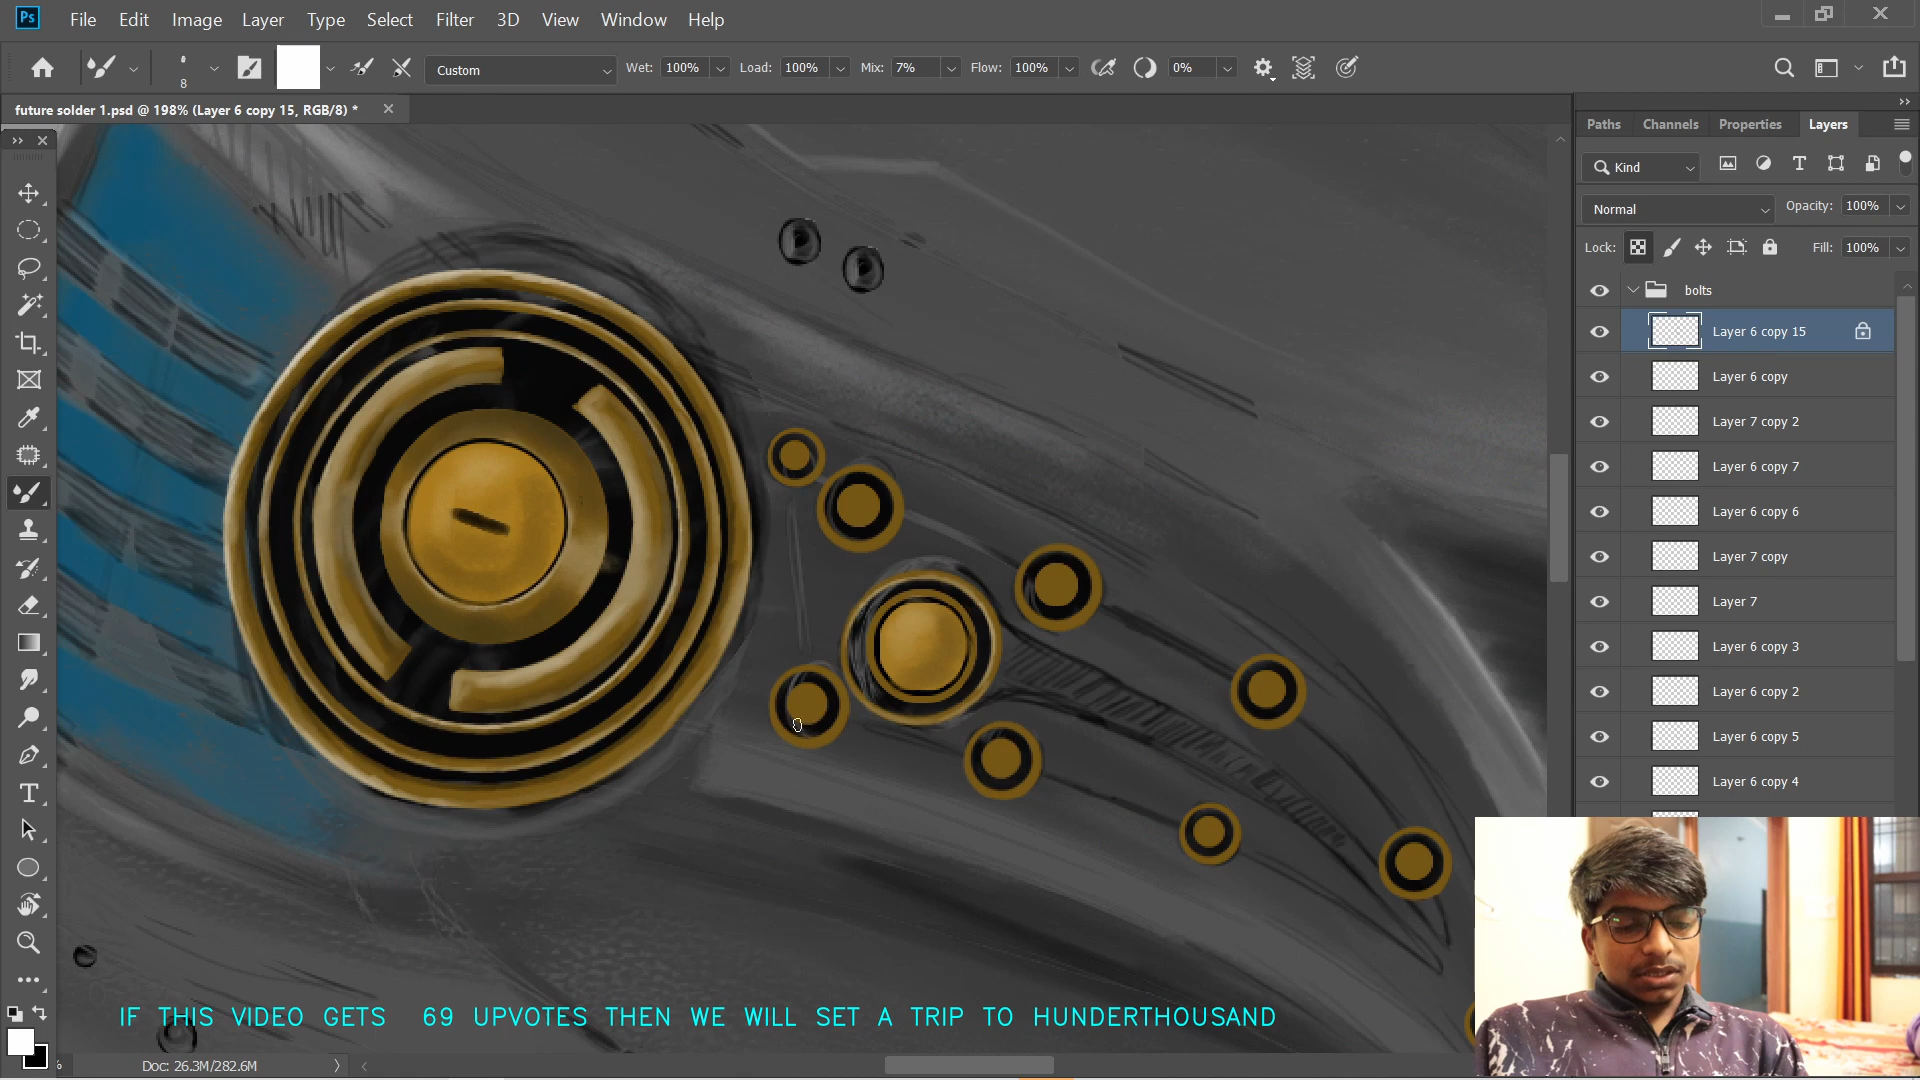 Ps File Edit Image Layer Type Select Filter 3D View Window Help
8 Custom Wet: 100% Load: 100% Mix: 7% Flow: 100% 0%
future solder 1.psd @ 198% (Layer 6 copy 15, RGB/8) *
Paths Channels Properties Layers
Kind
Normal Opacity: 100%
Lock: Fill: 100%
bolts
Layer 6 copy 15
Layer 6 copy
Layer 7 copy 2
Layer 6 copy 7
Layer 6 copy 6
Layer 7 copy
Layer 7
Layer 6 copy 3
Layer 6 copy 2
Layer 6 copy 5
Layer 6 copy 4
IF THIS VIDEO GETS 69 UPVOTES THEN WE WILL SET A TRIP TO HUNDERTHOUSAND
% Doc: 26.3M/282.6M